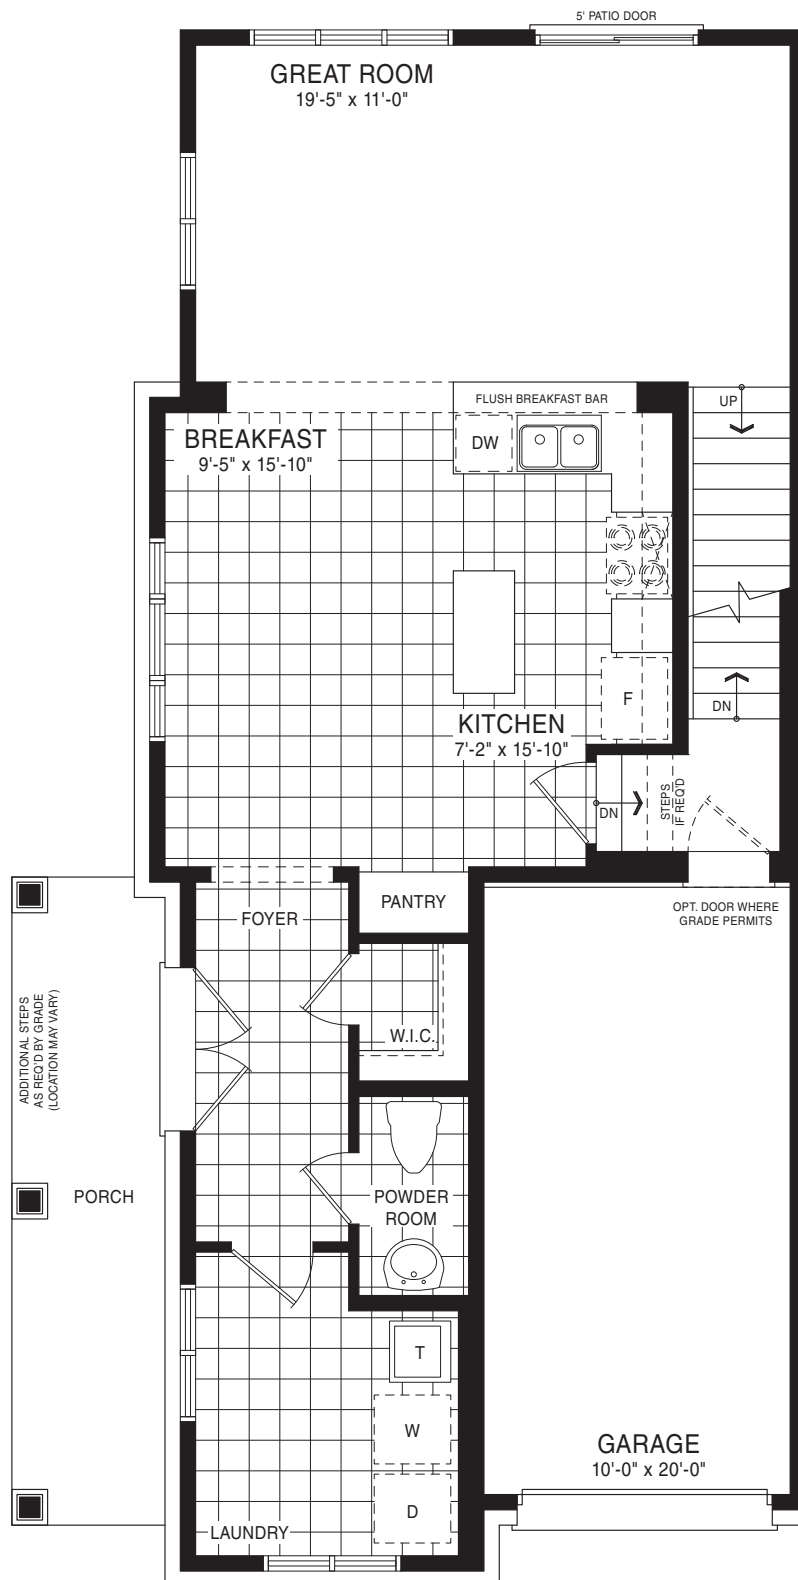 5' PATIO DOOR
GREAT ROOM
19'-5" x 11'-0"
FLUSH BREAKFAST BAR
UP
BREAKFAST
9'-5" x 15'-10"
DW
F
DN
KITCHEN
7'-2" x 15'-10"
DN
STEPS
IF REQ'D
PANTRY
FOYER
OPT. DOOR WHERE
GRADE PERMITS
W.I.C.
ADDITIONAL STEPS
AS REQ'D BY GRADE
(LOCATION MAY VARY)
PORCH
POWDER
ROOM
T
W
D
LAUNDRY
GARAGE
10'-0" x 20'-0"